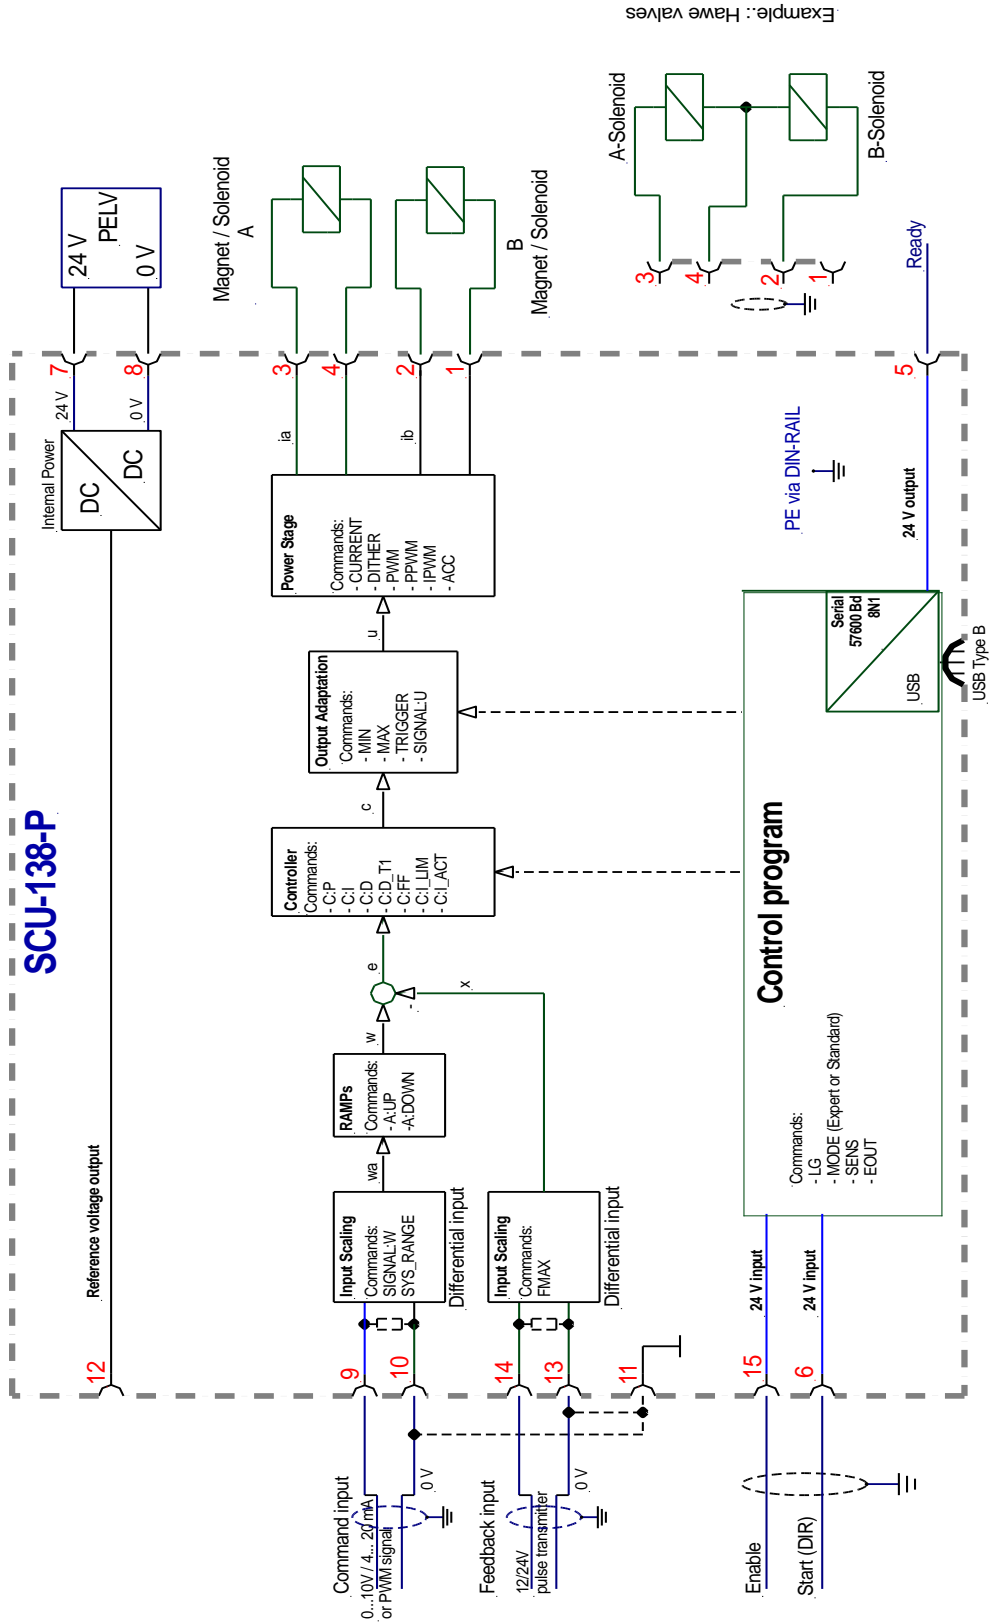 SCU-138-P
12
Reference voltage output
Internal Power
DC
DC
24 V
0 V
7
8
24 V
0 V
PELV
Command input
0...10V / 4... 20 mA
or PWM signal
0 V
9
10
Input Scaling
Commands:
SIGNAL:W
SYS_RANGE
Differential input
wa
RAMPs
Commands:
- A:UP
-A:DOWN
w
-
e
x
Controller
Commands:
- C:P
- C:I
- C:D
- C:D_T1
- C:FF
- C:I_LIM
- C:I_ACT
c
Output Adaptation
Commands:
- MIN
- MAX
- TRIGGER
- SIGNAL:U
u
Power Stage
Commands:
- CURRENT
- DITHER
- PWM
- PPWM
- IPWM
- ACC
ia
ib
3
4
2
1
Magnet / Solenoid
A
B
Magnet / Solenoid
Feedback input
12/24V
pulse transmitter
0 V
14
13
11
Input Scaling
Commands:
FMAX
Differential input
Enable
Start (DIR)
15
6
24 V input
24 V input
Commands:
- LG
- MODE (Expert or Standard)
- SENS
- EOUT
Control program
Serial
57600 Bd
8N1
USB
USB Type B
PE via DIN-RAIL
24 V output
5
Ready
3
4
2
1
A-Solenoid
B-Solenoid
Example:: Hawe valves